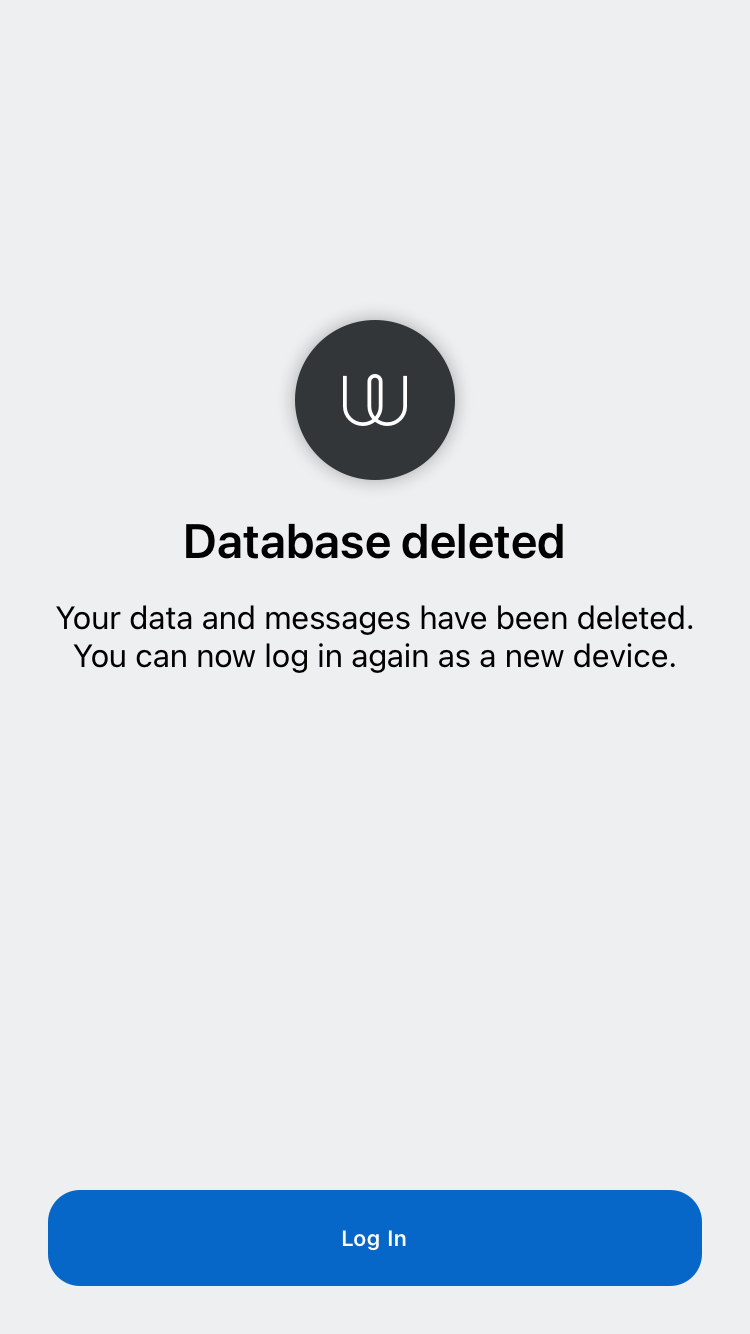 Database deleted
Your data and messages have been deleted.
You can now log in again as a new device.
Log In